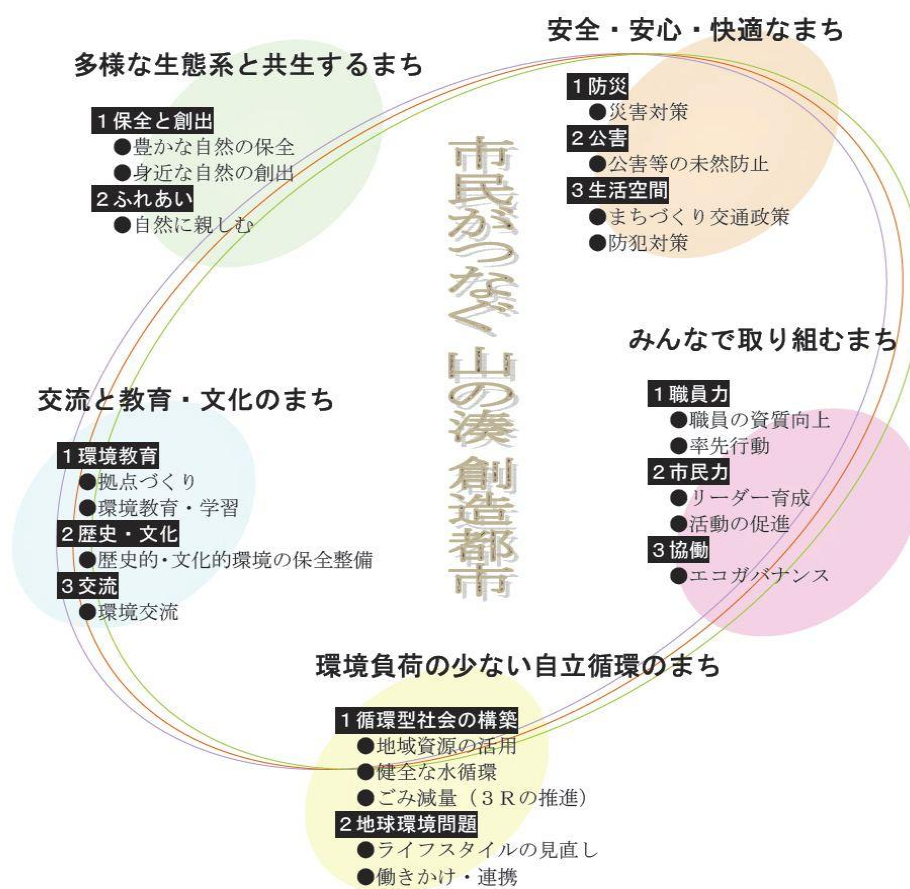 多様な生態系と共生するまち
1 保全と創出
●豊かな自然の保全
●身近な自然の創出
2 ふれあい
●自然に親しむ
安全・安心・快適なまち
1 防災
●災害対策
2 公害
●公害等の未然防止
3 生活空間
●まちづくり交通政策
●防犯対策
市民がつなぐ 山の湊 創造都市
みんなで取り組むまち
1 職員力
●職員の資質向上
●率先行動
2 市民力
●リーダー育成
●活動の促進
3 協働
●エコガバナンス
交流と教育・文化のまち
1 環境教育
●拠点づくり
●環境教育・学習
2 歴史・文化
●歴史的・文化的環境の保全整備
3 交流
●環境交流
環境負荷の少ない自立循環のまち
1 循環型社会の構築
●地域資源の活用
●健全な水循環
●ごみ減量（３Ｒの推進）
2 地球環境問題
●ライフスタイルの見直し
●働きかけ・連携